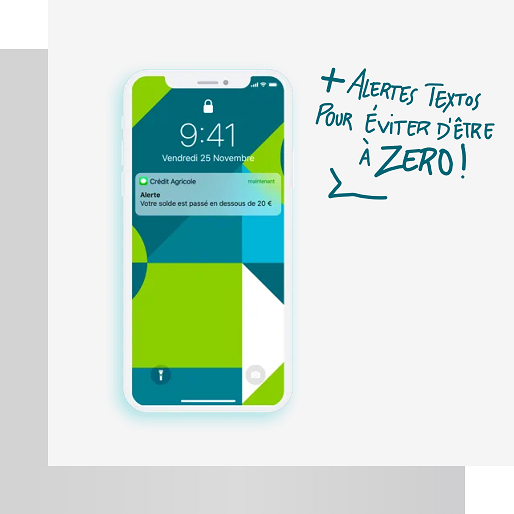 9:41
Vendredi 25 Novembre
Crédit Agricole
maintenant
Alerte
Votre solde est passé en dessous de 20 €
+ ALERTES TEXTOS
POUR ÉVITER D'ÊTRE
À ZERO!